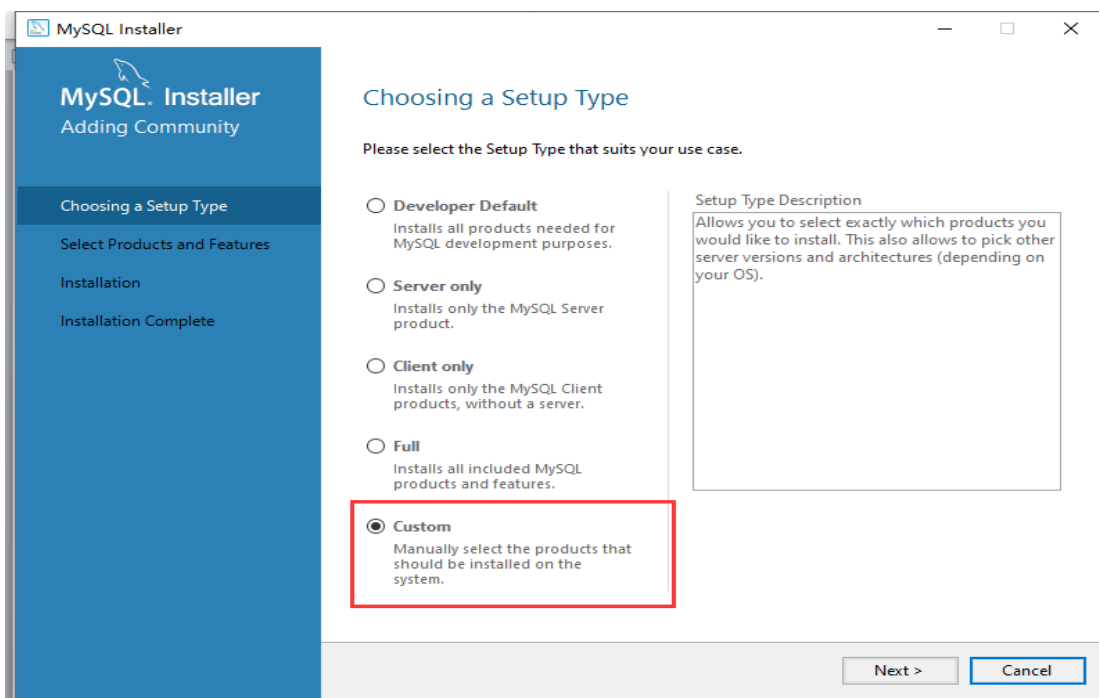 MySQL Installer
MySQL. Installer
Adding Community
Choosing a Setup Type
Select Products and Features
Installation
Installation Complete
Choosing a Setup Type
Please select the Setup Type that suits your use case.
Developer Default
Installs all products needed for
MySQL development purposes.
Server only
Installs only the MySQL Server
product.
Client only
Installs only the MySQL Client
products, without a server.
Full
Installs all included MySQL
products and features.
Custom
Manually select the products that
should be installed on the
system.
Setup Type Description
Allows you to select exactly which products you
would like to install. This also allows to pick other
server versions and architectures (depending on
your OS).
Next >
Cancel